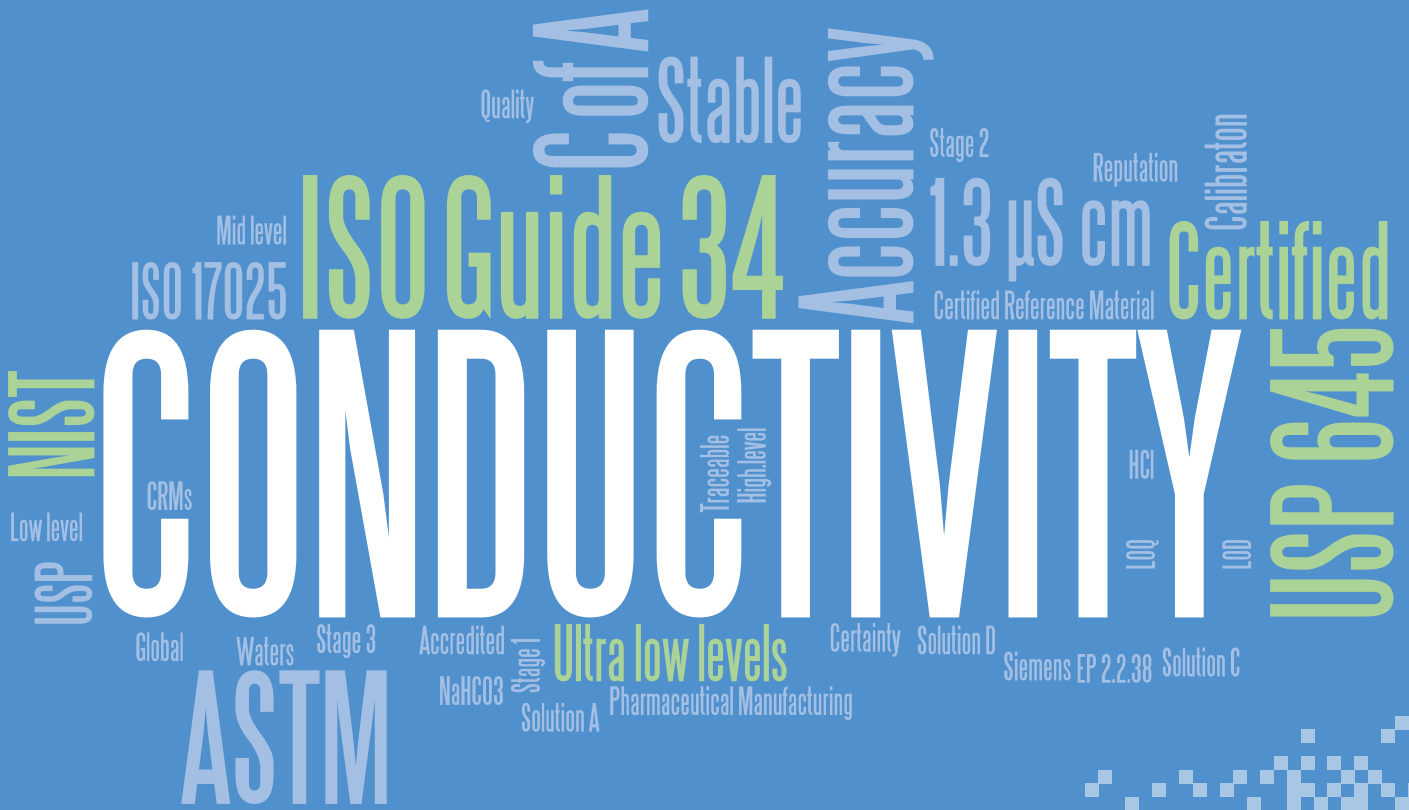 C of A
Quality
Stable
Accuracy
Stage 2
Reputation
Calibraton
Mid level
ISO Guide 34
1.3 µS cm
ISO 17025
Certified Reference Material
Certified
CONDUCTIVITY
NIST
USP 645
CRMs
Traceable
High.level
HCl
Low level
USP
LOQ
LOD
Global
Waters
Stage 3
Accredited
Stage 1
Ultra low levels
Certainty
Solution D
Siemens
EP 2.2.38
Solution C
ASTM
NaHCO3
Solution A
Pharmaceutical Manufacturing